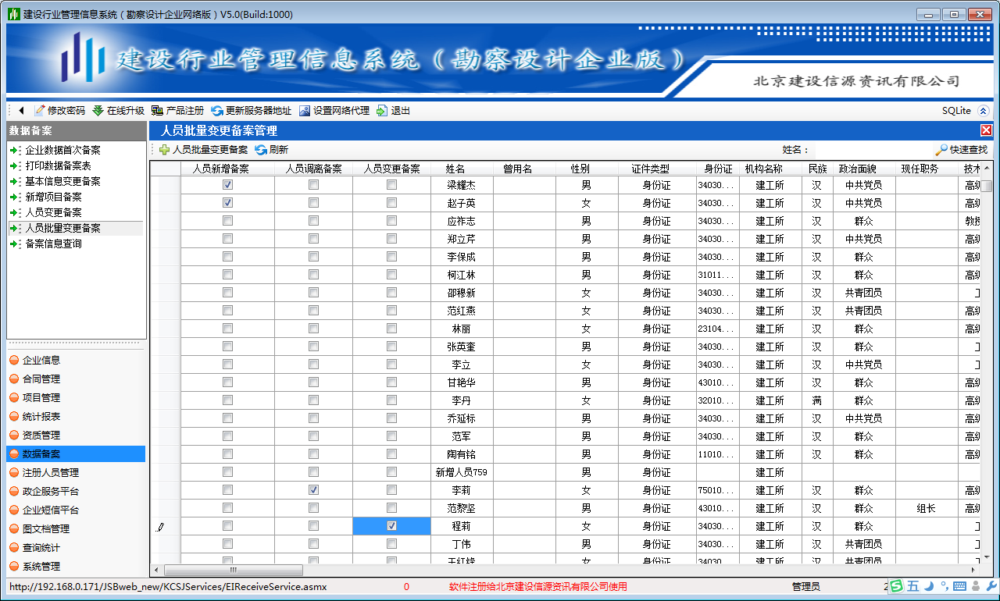 建设行业管理信息系统（勘察设计企业网络版）V5.0(Build:1000)
建设行业管理信息系统（勘察设计企业版）
北京建设信源资讯有限公司
修改密码 在线升级 产品注册 更新服务器地址 设置网络代理 退出 SQLite
数据备案
企业数据首次备案
打印数据备案表
基本信息变更备案
新增项目备案
人员变更备案
人员批量变更备案
备案信息查询
企业信息
合同管理
项目管理
统计报表
资质管理
数据备案
注册人员管理
政企服务平台
企业短信平台
图文档管理
查询统计
系统管理
人员批量变更备案管理
人员批量变更备案 刷新 姓名： 快速查找
人员新增备案 人员调离备案 人员变更备案 姓名 曾用名 性别 证件类型 身份证 机构名称 民族 政治面貌 现任职务 技术
梁耀杰 男 身份证 34030... 建工所 汉 中共党员 高级
赵子英 女 身份证 34030... 建工所 汉 中共党员 高级
应祚志 男 身份证 34030... 建工所 汉 群众 教授
郑立芹 男 身份证 34030... 建工所 汉 中共党员 高级
李保成 男 身份证 34030... 建工所 汉 群众 高级
柯江林 男 身份证 31011... 建工所 汉 群众 高级
邵穆新 女 身份证 34030... 建工所 汉 共青团员 工
范红燕 女 身份证 34030... 建工所 汉 共青团员 高级
林丽 女 身份证 23104... 建工所 汉 群众 高级
张英奎 男 身份证 34030... 建工所 汉 群众 工
李立 女 身份证 34030... 建工所 汉 中共党员 工
甘艳华 男 身份证 43010... 建工所 汉 群众 高级
李丹 女 身份证 32010... 建工所 满 群众 高级
乔延标 男 身份证 34030... 建工所 汉 中共党员 高级
范军 男 身份证 34030... 建工所 汉 群众 高级
陶有铭 男 身份证 11010... 建工所 汉 群众 高级
新增人员759 男 身份证 建工所
李莉 女 身份证 75010... 建工所 汉 群众 高级
范黎坚 男 身份证 43010... 建工所 汉 群众 组长 高级
程莉 女 身份证 34030... 建工所 汉 群众 工
丁伟 男 身份证 34030... 建工所 汉 共青团员 工
王红锋 女 身份证 34030 建工所 汉 共青团员 工
http://192.168.0.171/JSBweb_new/KCSJServices/EIReceiveService.asmx 0 软件注册给北京建设信源资讯有限公司使用 管理员 2
五